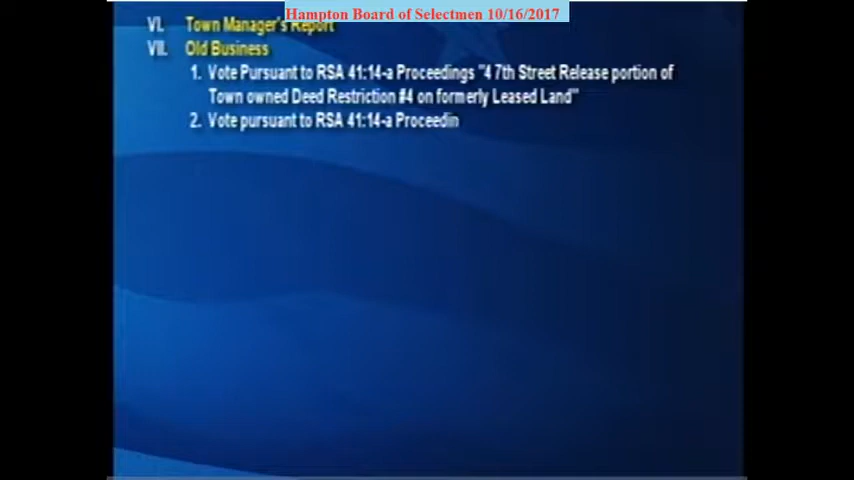 Hampton Board of Selectmen 10/16/2017
VI. Town Manager's Report
VII. Old Business
1. Vote Pursuant to RSA 41:14-a Proceedings "4 7th Street Release portion of
Town owned Deed Restriction #4 on formerly Leased Land"
2. Vote pursuant to RSA 41:14-a Proceedin